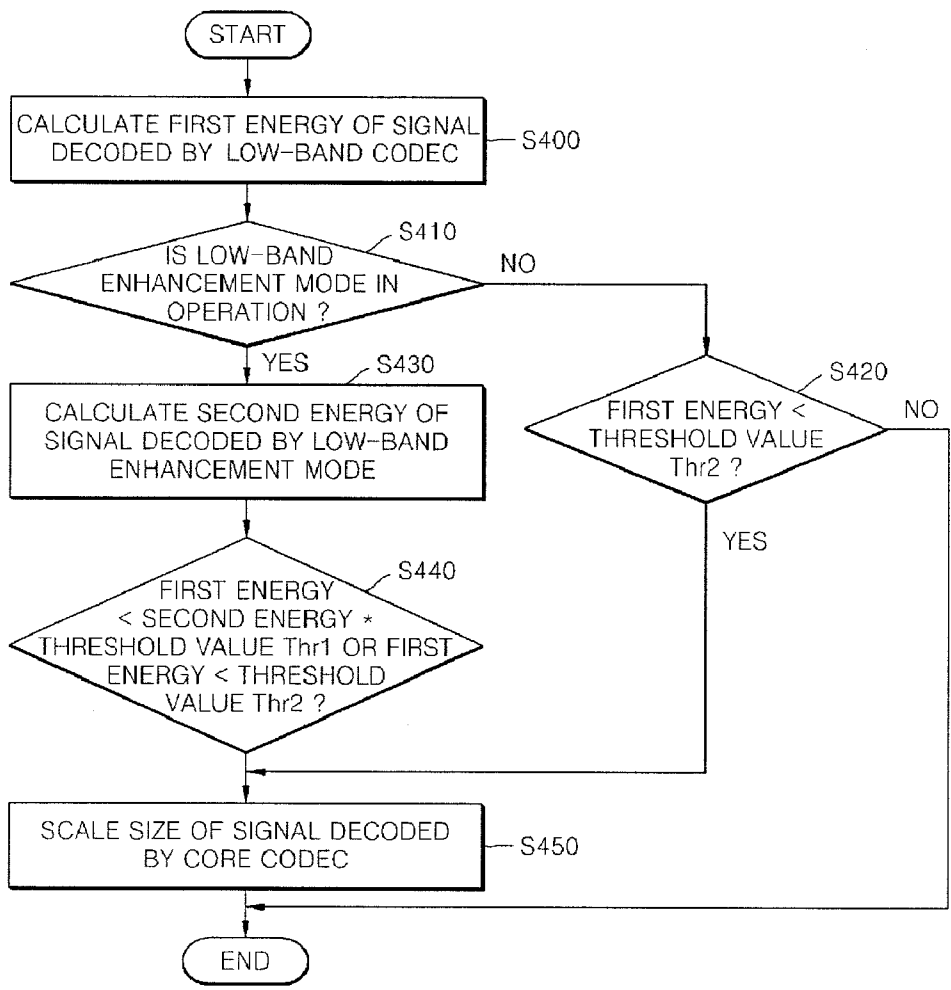 START
CALCULATE FIRST ENERGY OF SIGNAL
DECODED BY LOW-BAND CODEC
S400
S410
IS LOW-BAND
ENHANCEMENT MODE IN
OPERATION ?
NO
YES
S430
CALCULATE SECOND ENERGY OF
SIGNAL DECODED BY LOW-BAND
ENHANCEMENT MODE
S420
FIRST ENERGY <
THRESHOLD VALUE
Thr2 ?
NO
YES
S440
FIRST ENERGY
< SECOND ENERGY *
THRESHOLD VALUE Thr1 OR FIRST
ENERGY < THRESHOLD
VALUE Thr2 ?
SCALE SIZE OF SIGNAL DECODED
BY CORE CODEC
S450
END